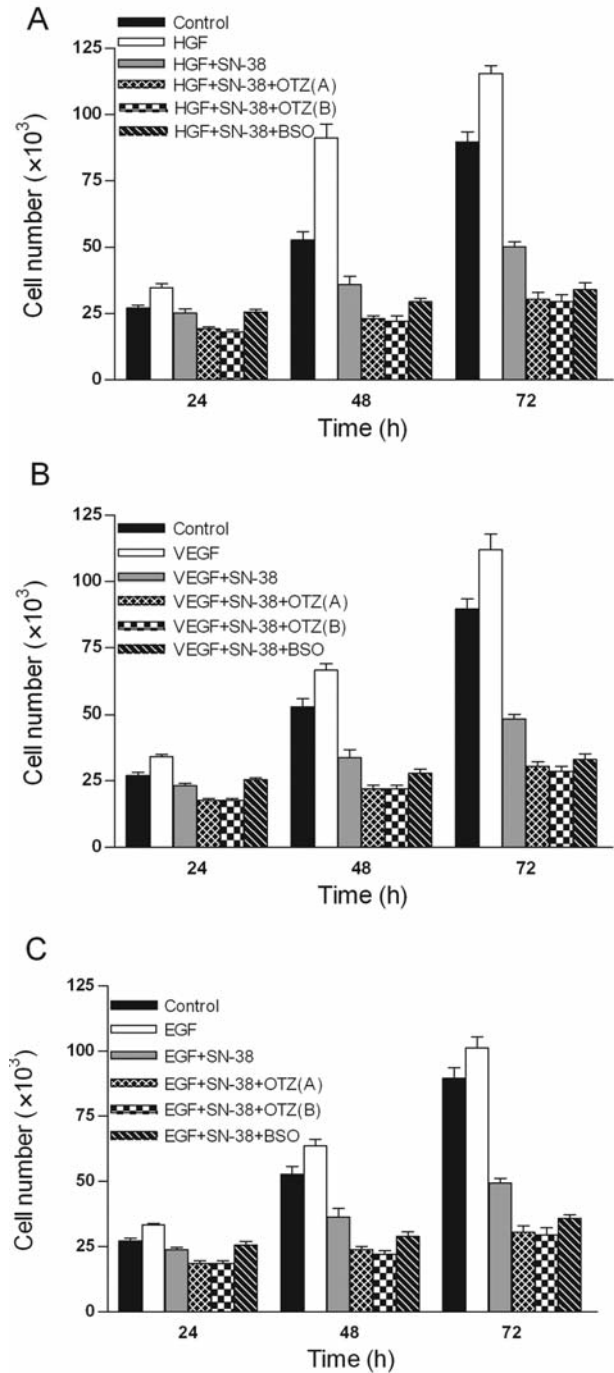 A
Control
HGF
HGF+SN-38
HGF+SN-38+OTZ(A)
HGF+SN-38+OTZ(B)
HGF+SN-38+BSO
125
100
75
50
25
0
Cell number (×10³)
24 48 72
Time (h)
B
Control
VEGF
VEGF+SN-38
VEGF+SN-38+OTZ(A)
VEGF+SN-38+OTZ(B)
VEGF+SN-38+BSO
125
100
75
50
25
0
Cell number (×10³)
24 48 72
Time (h)
C
Control
EGF
EGF+SN-38
EGF+SN-38+OTZ(A)
EGF+SN-38+OTZ(B)
EGF+SN-38+BSO
125
100
75
50
25
0
Cell number (×10³)
24 48 72
Time (h)